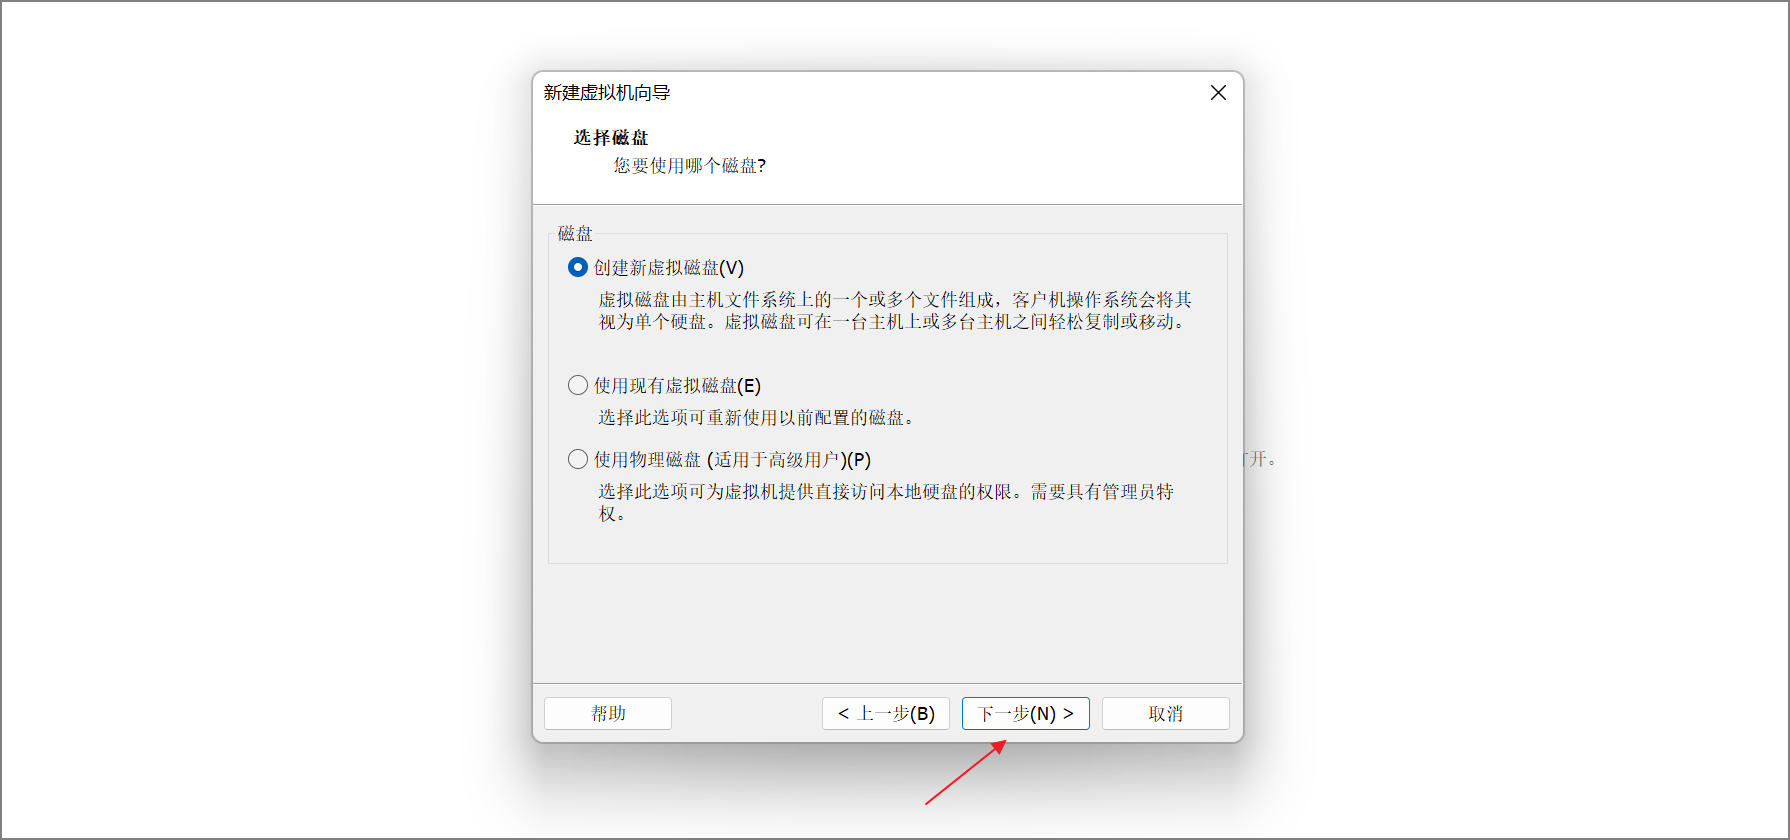 新建虚拟机向导
选择磁盘
您要使用哪个磁盘?
磁盘
创建新虚拟磁盘(V)
虚拟磁盘由主机文件系统上的一个或多个文件组成，客户机操作系统会将其
视为单个硬盘。虚拟磁盘可在一台主机上或多台主机之间轻松复制或移动。
使用现有虚拟磁盘(E)
选择此选项可重新使用以前配置的磁盘。
使用物理磁盘 (适用于高级用户)(P)
开。
选择此选项可为虚拟机提供直接访问本地硬盘的权限。需要具有管理员特
权。
帮助
< 上一步(B)
下一步(N) >
取消